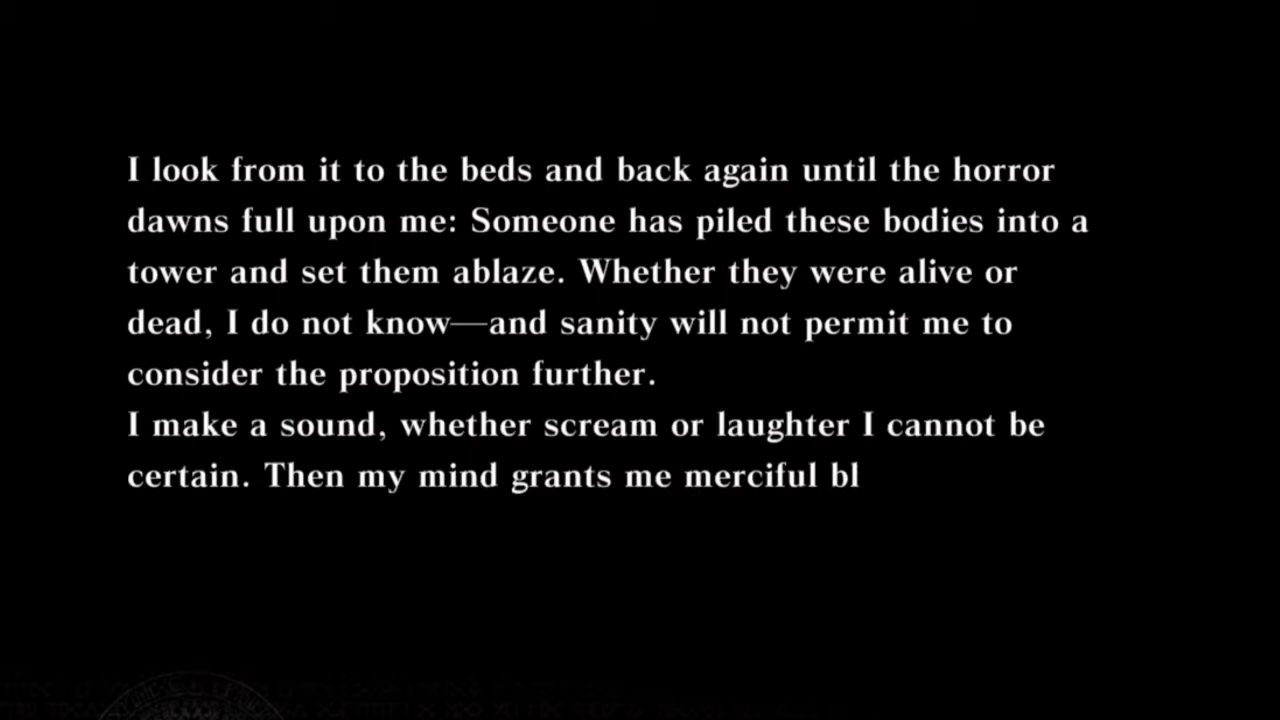 I look from it to the beds and back again until the horror
dawns full upon me: Someone has piled these bodies into a
tower and set them ablaze. Whether they were alive or
dead, I do not know—and sanity will not permit me to
consider the proposition further.
I make a sound, whether scream or laughter I cannot be
certain. Then my mind grants me merciful bl